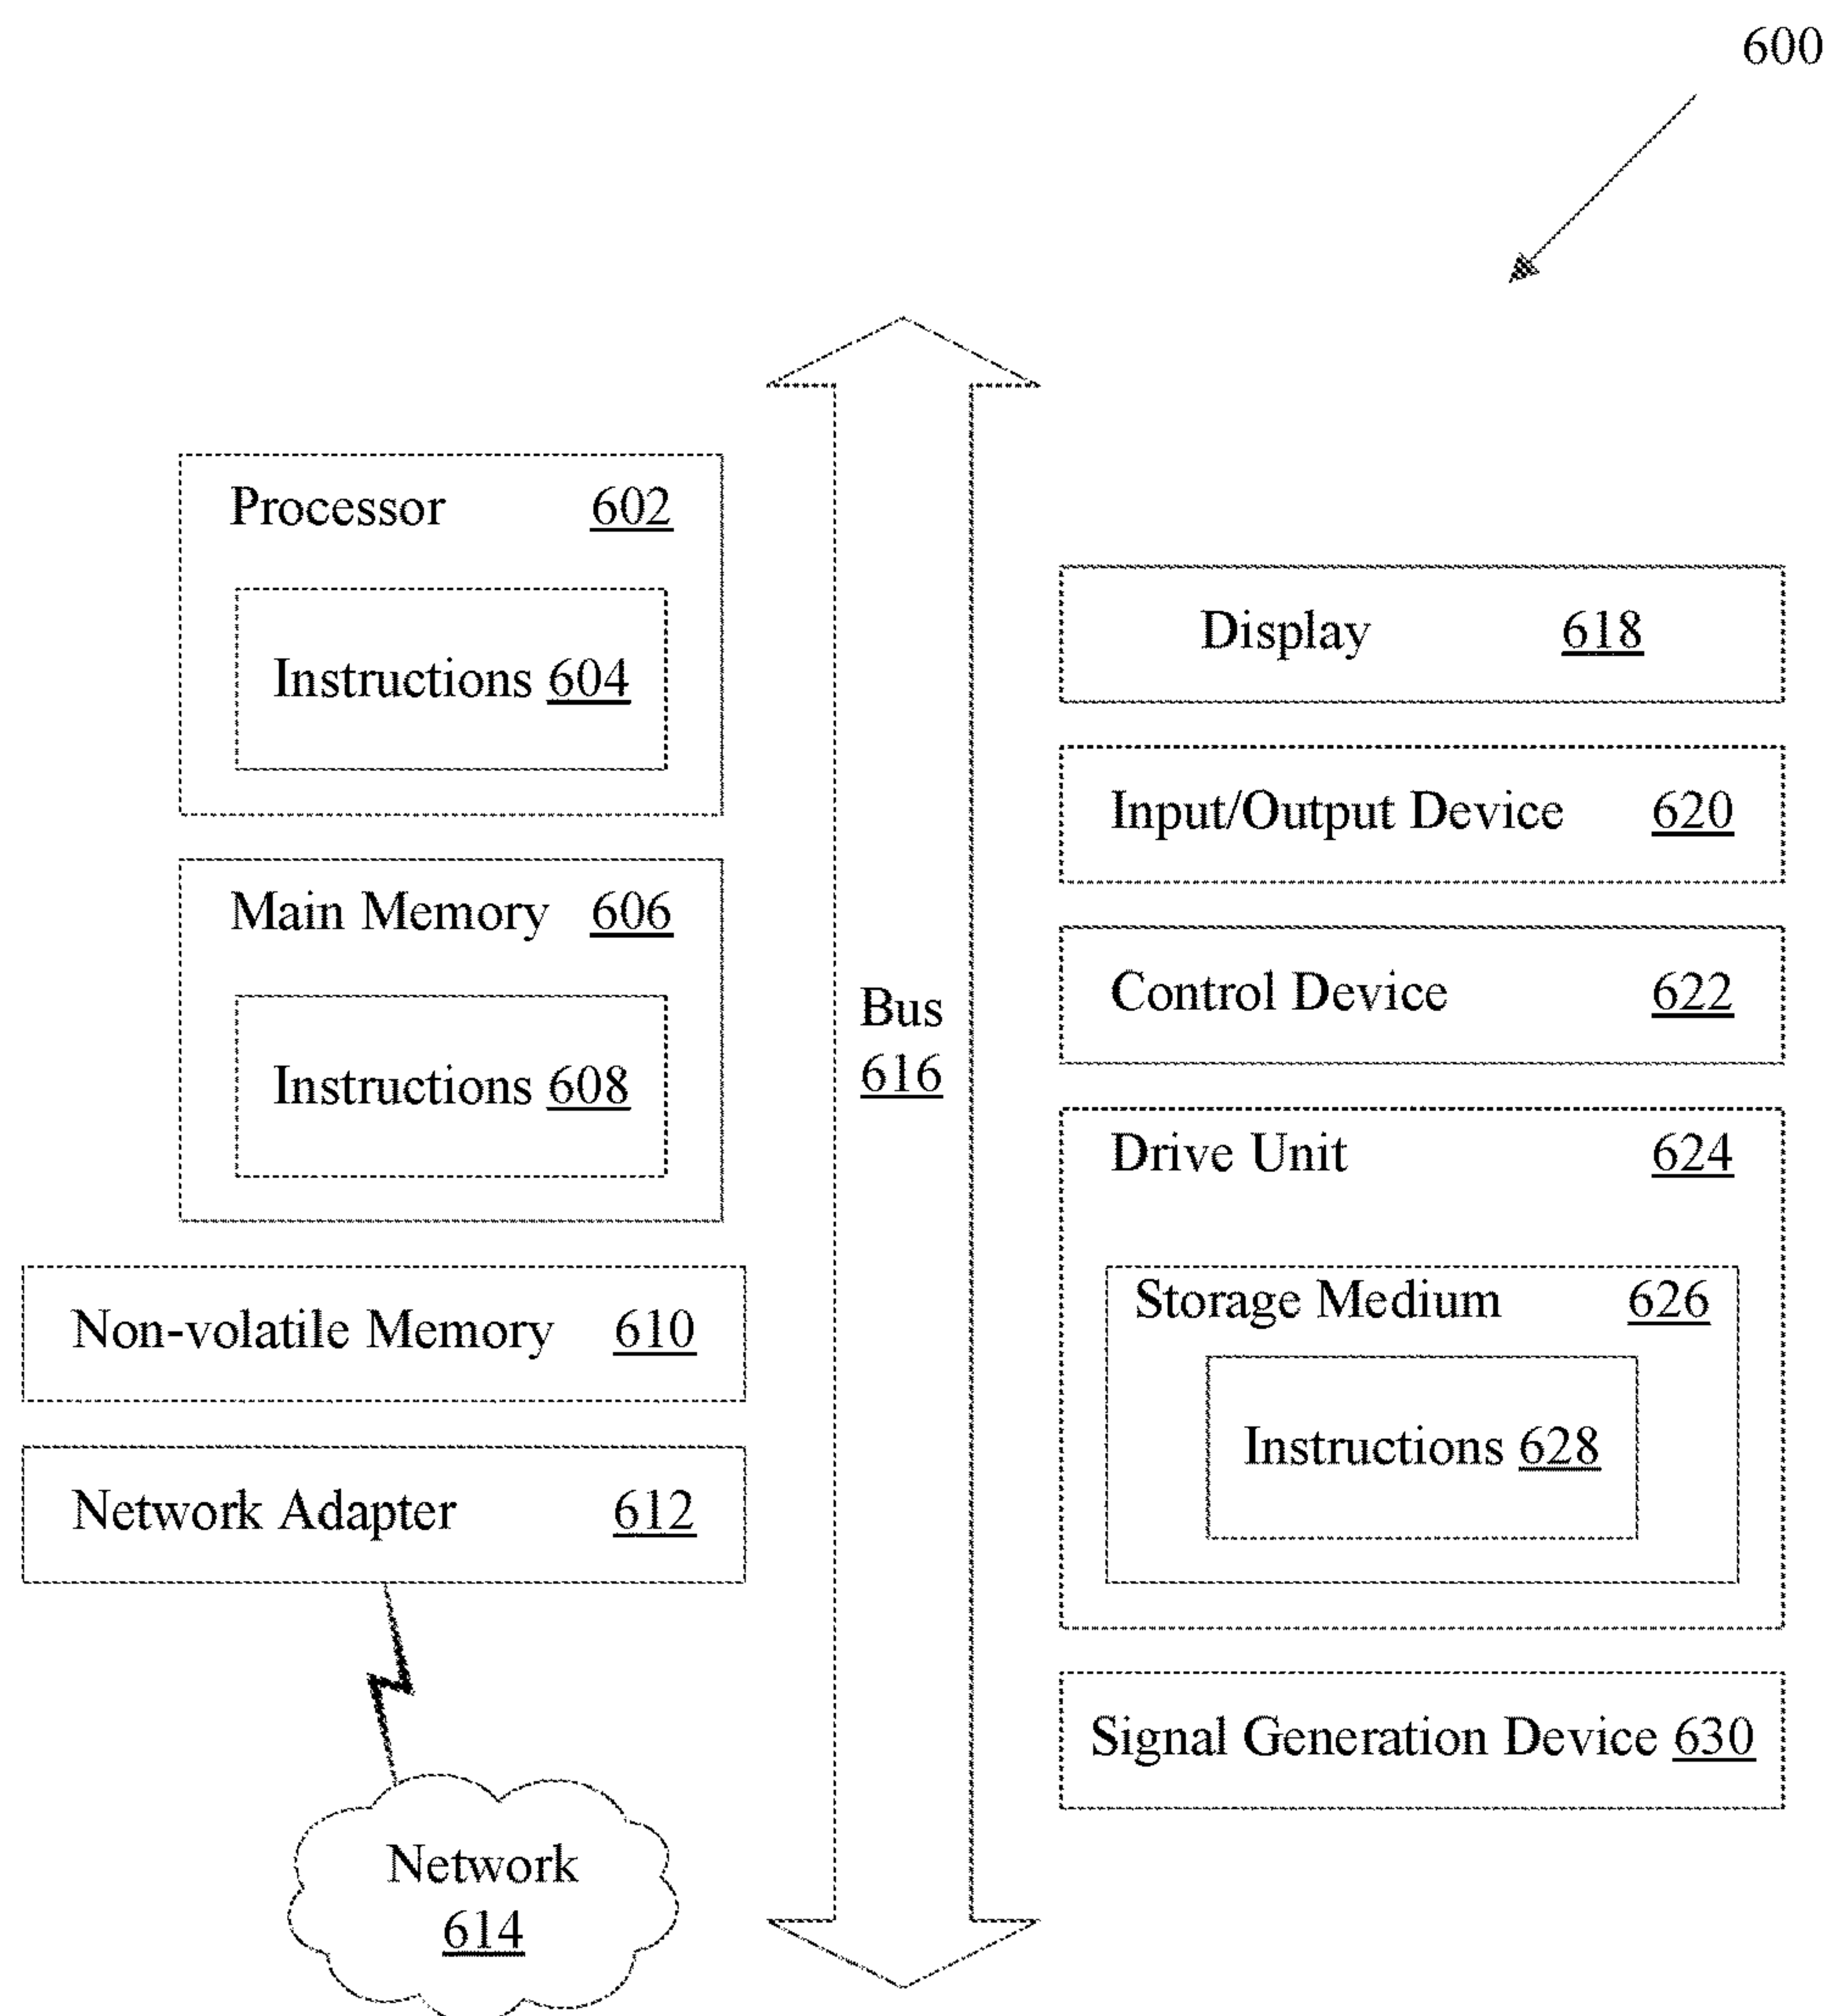 600
Processor 602
Instructions 604
Main Memory 606
Instructions 608
Non-volatile Memory 610
Network Adapter 612
Network
614
Bus
616
Display 618
Input/Output Device 620
Control Device 622
Drive Unit 624
Storage Medium 626
Instructions 628
Signal Generation Device 630